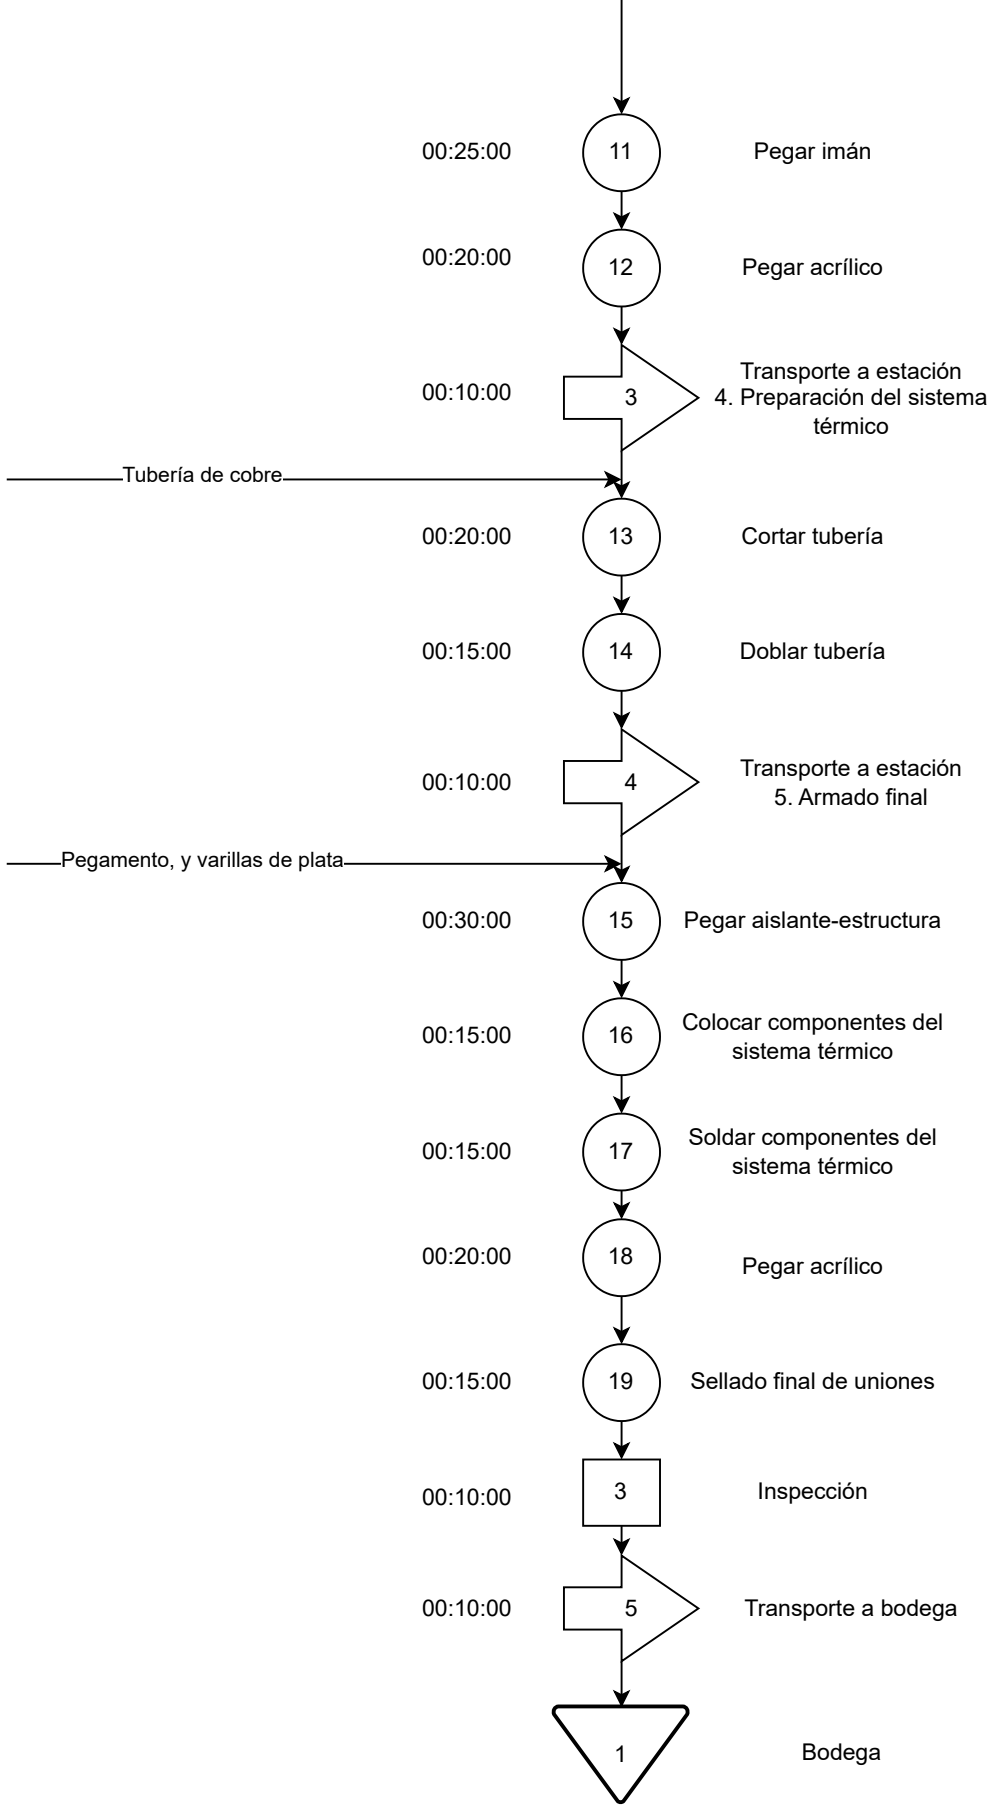 00:25:00
11
Pegar imán
00:20:00
12
Pegar acrílico
00:10:00
3
Transporte a estación
4. Preparación del sistema
térmico
Tubería de cobre
00:20:00
13
Cortar tubería
00:15:00
14
Doblar tubería
00:10:00
4
Transporte a estación
5. Armado final
Pegamento, y varillas de plata
00:30:00
15
Pegar aislante-estructura
00:15:00
16
Colocar componentes del
sistema térmico
00:15:00
17
Soldar componentes del
sistema térmico
00:20:00
18
Pegar acrílico
00:15:00
19
Sellado final de uniones
00:10:00
3
Inspección
00:10:00
5
Transporte a bodega
1
Bodega